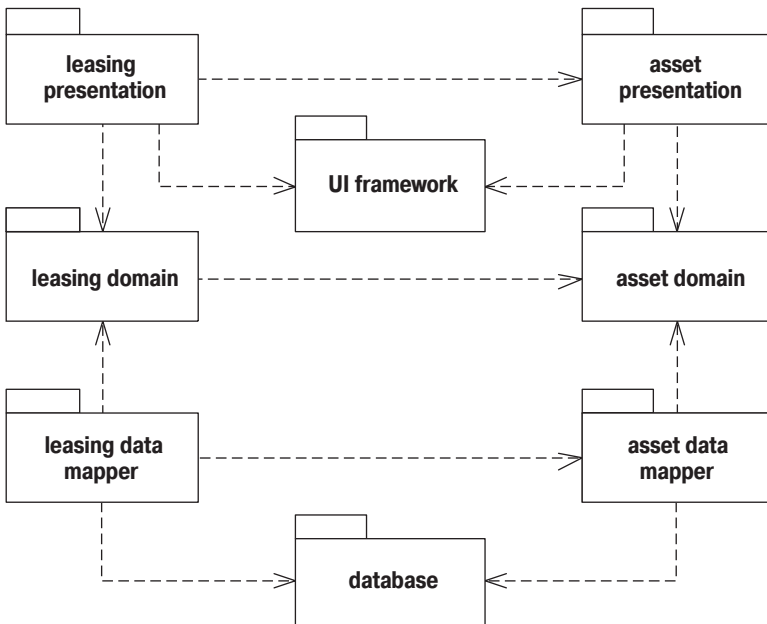 leasing
presentation
asset
presentation
UI framework
leasing domain
asset domain
leasing data
mapper
asset data
mapper
database